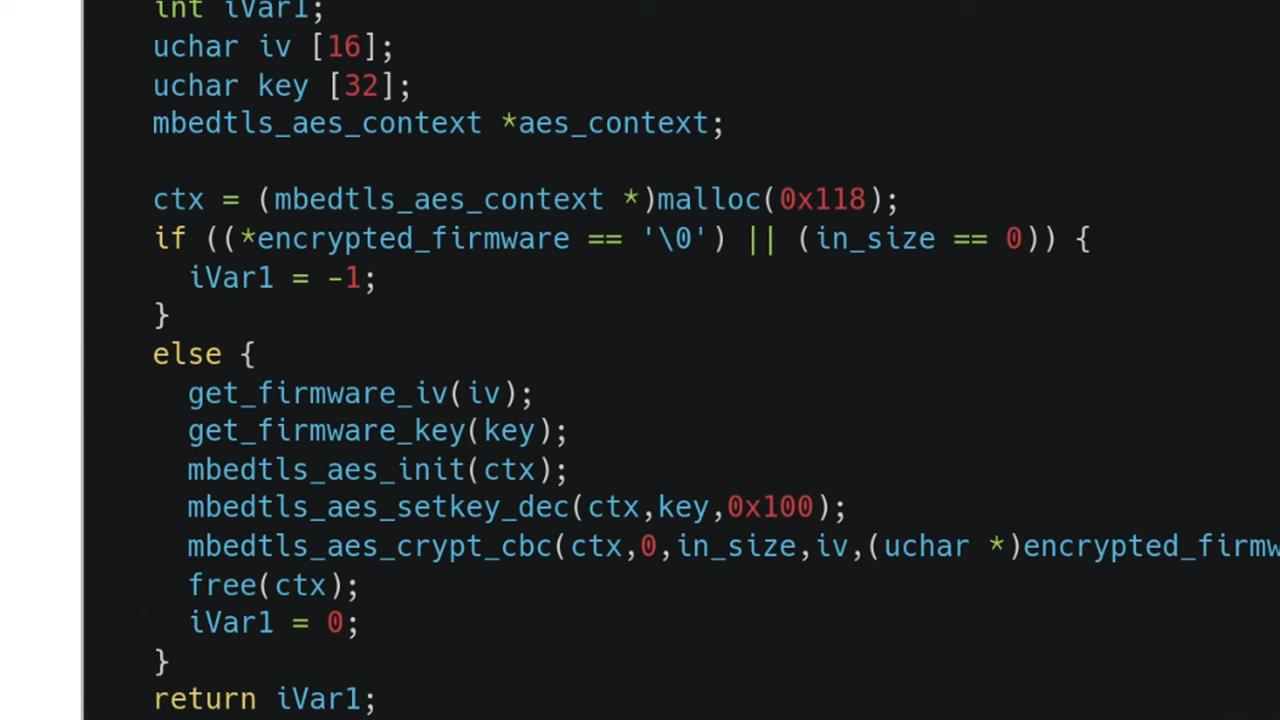 int iVar1;
uchar iv [16];
uchar key [32];
mbedtls_aes_context *aes_context;
ctx = (mbedtls_aes_context *)malloc(0x118);
if ((*encrypted_firmware == '\0') || (in_size == 0)) {
iVar1 = -1;
}
else {
get_firmware_iv(iv);
get_firmware_key(key);
mbedtls_aes_init(ctx);
mbedtls_aes_setkey_dec(ctx,key,0x100);
mbedtls_aes_crypt_cbc(ctx,0,in_size,iv,(uchar *)encrypted_firmw
free(ctx);
iVar1 = 0;
}
return iVar1;